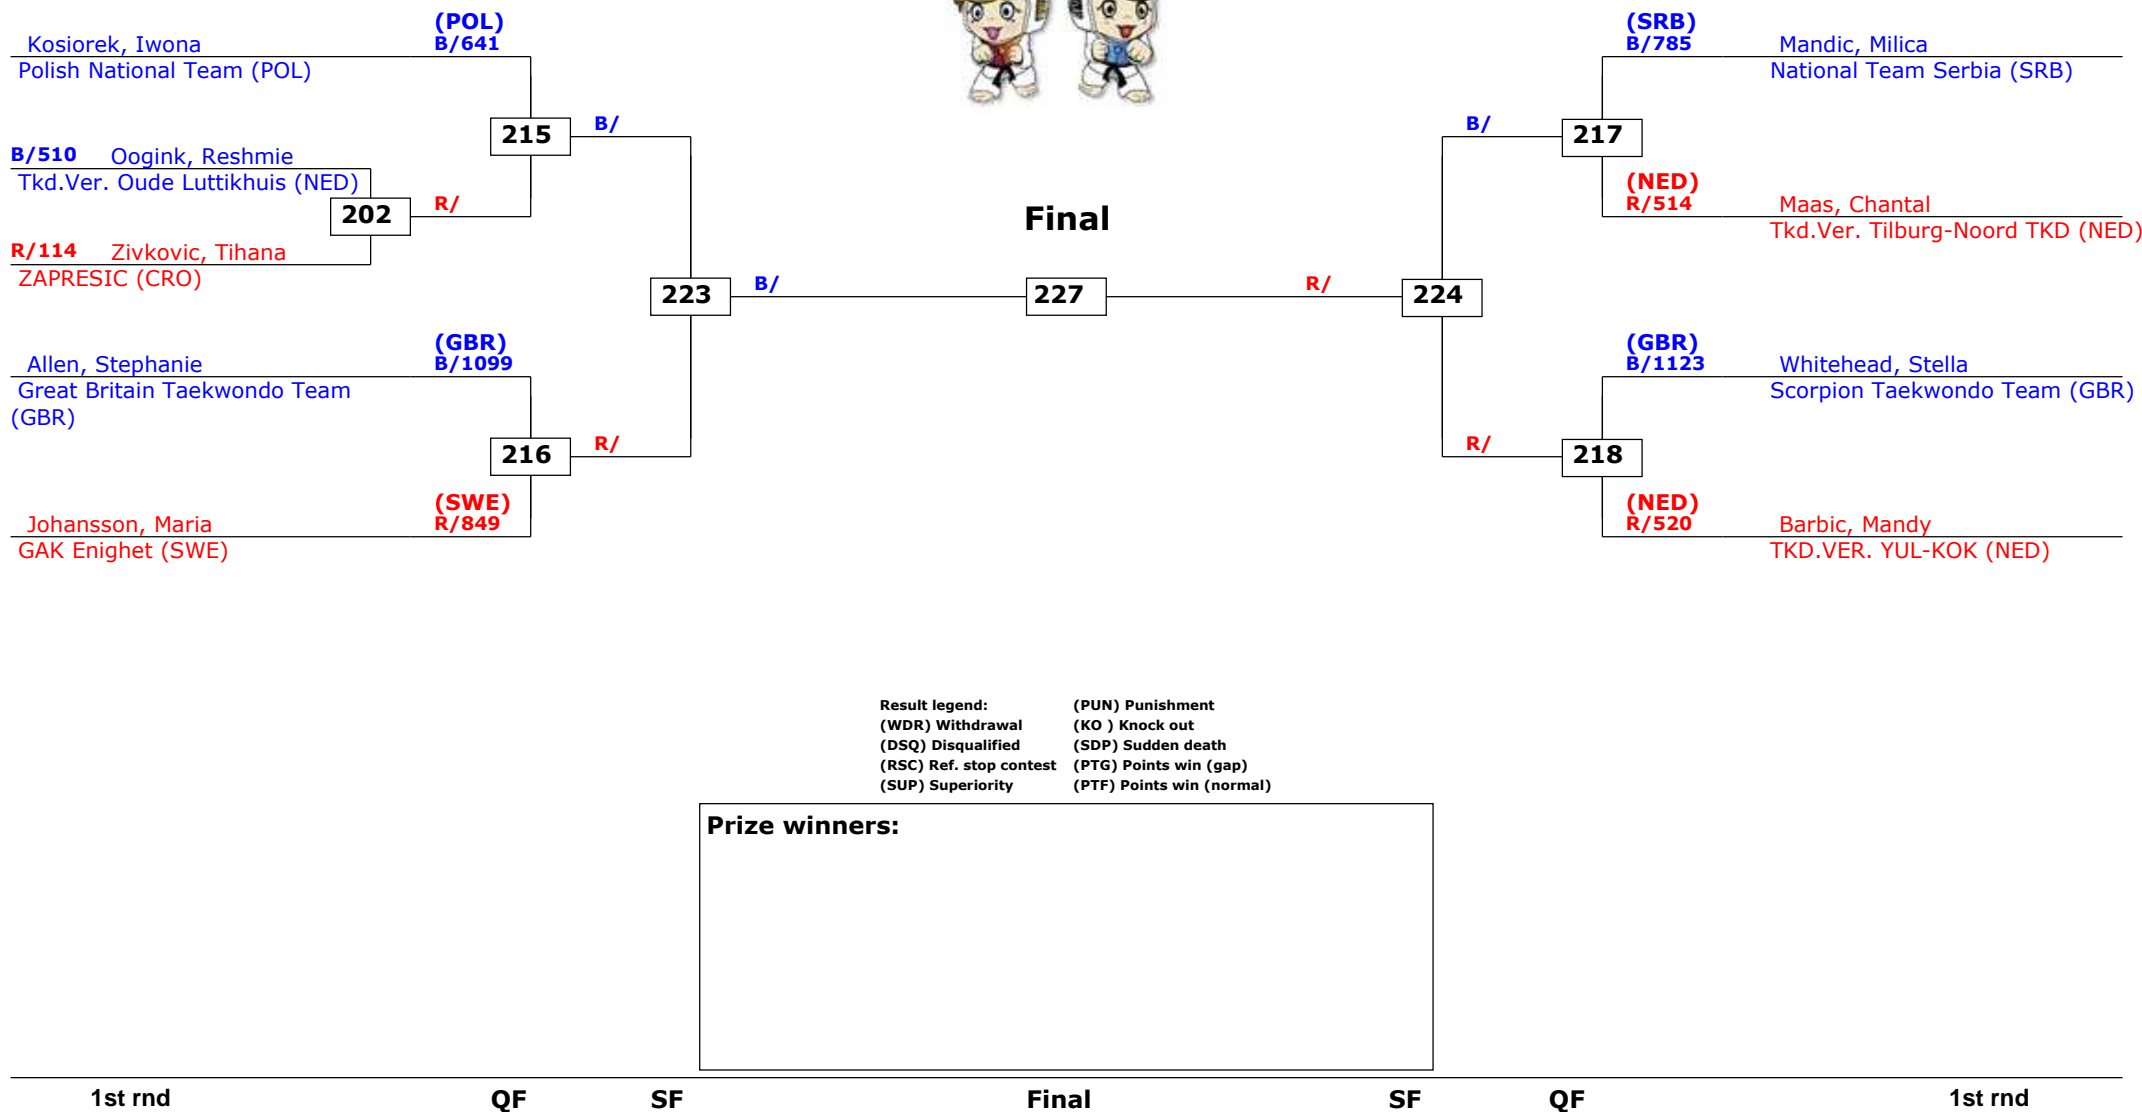 (POL)
Kosiorek, Iwona B/641
Polish National Team (POL)
215
B/
B/510 Oogink, Reshmie
Tkd.Ver. Oude Luttikhuis (NED)
202
R/
R/114 Zivkovic, Tihana
ZAPRESIC (CRO)
223
B/
(GBR)
Allen, Stephanie B/1099
Great Britain Taekwondo Team
(GBR)
216
R/
(SWE)
Johansson, Maria R/849
GAK Enighet (SWE)
Final
227
(SRB)
B/785 Mandic, Milica
National Team Serbia (SRB)
B/
217
(NED)
R/514 Maas, Chantal
Tkd.Ver. Tilburg-Noord TKD (NED)
R/
224
(GBR)
B/1123 Whitehead, Stella
Scorpion Taekwondo Team (GBR)
R/
218
(NED)
R/520 Barbic, Mandy
TKD.VER. YUL-KOK (NED)
Result legend: (PUN) Punishment
(WDR) Withdrawal (KO ) Knock out
(DSQ) Disqualified (SDP) Sudden death
(RSC) Ref. stop contest (PTG) Points win (gap)
(SUP) Superiority (PTF) Points win (normal)
Prize winners:
1st rnd QF SF Final SF QF 1st rnd